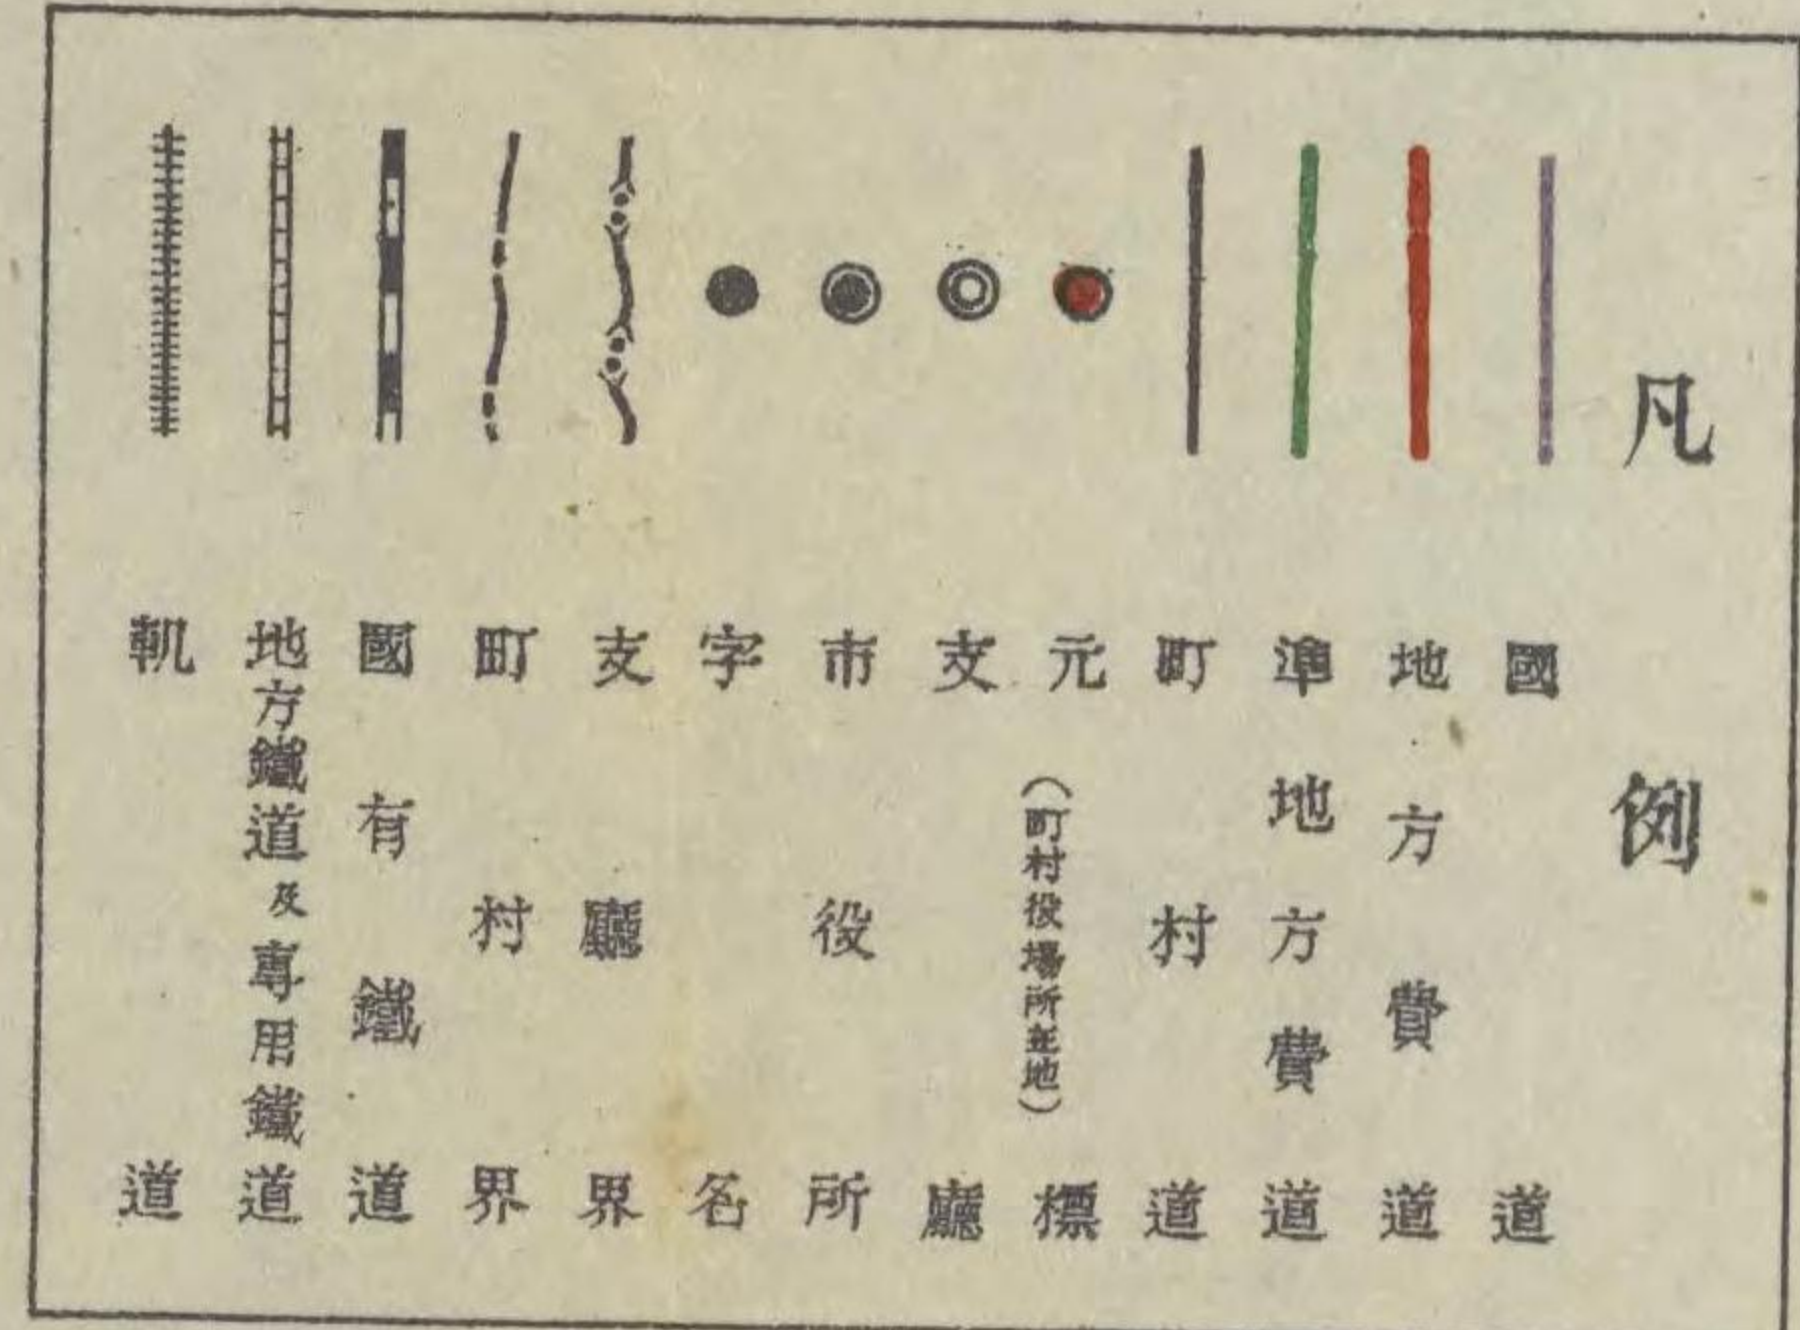 凡例
國道
地方費道
準地方費道
町村道
元標
(町村役場所在地)
支廳
市役所
字名
支廳界
町村界
國有鐵道
地方鐵道及專用鐵道
軌道